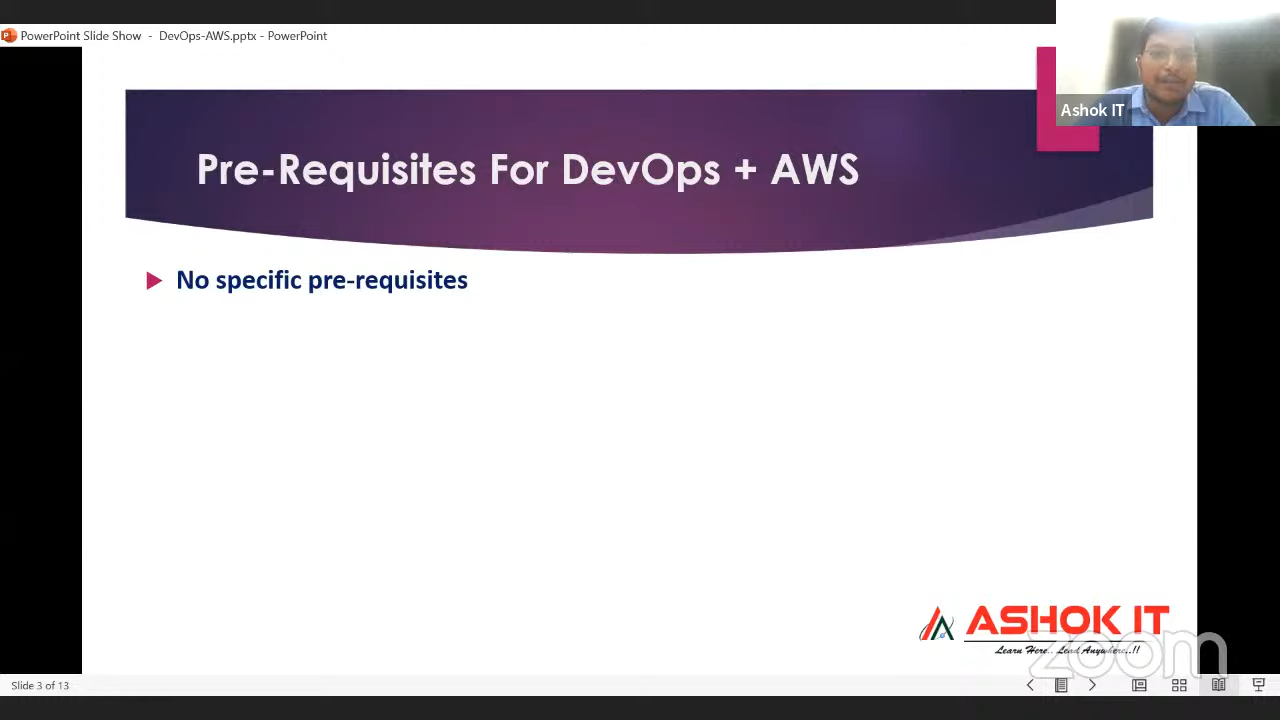 PowerPoint Slide Show - DevOps-AWS.pptx - PowerPoint
Ashok IT
Pre-Requisites For DevOps + AWS
No specific pre-requisites
ASHOK IT
Learn Here.. Lead Anywhere..!!
zoom
Slide 3 of 13